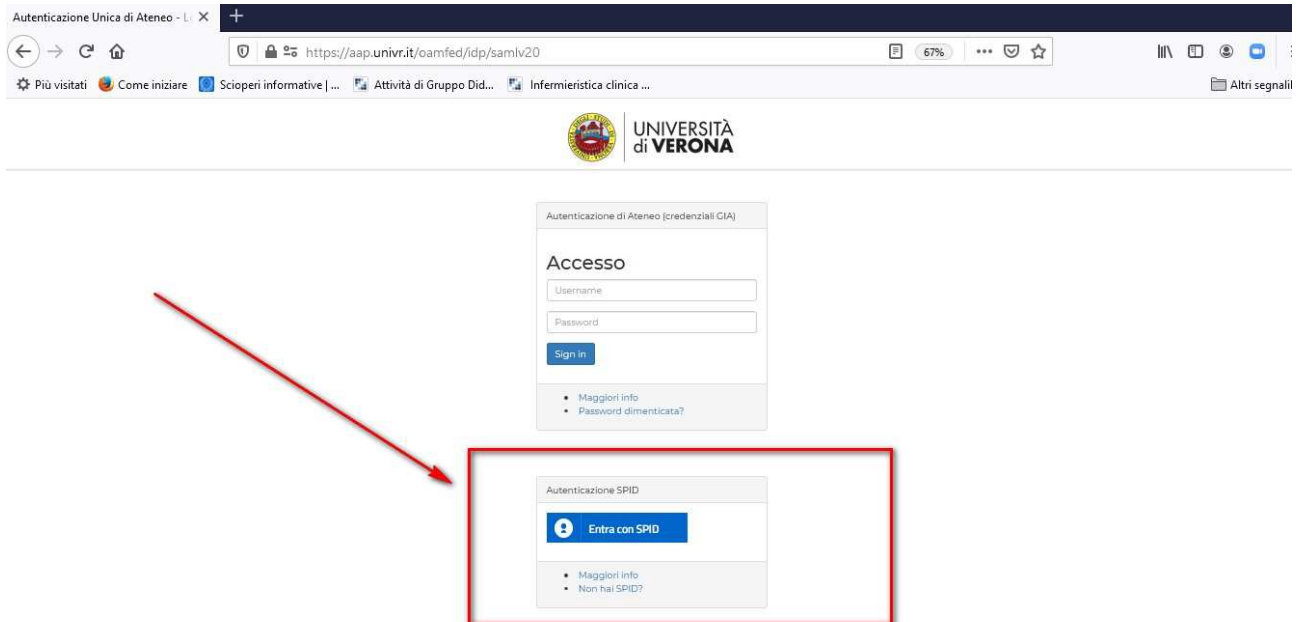 Autenticazione Unica di Ateneo - L
https://aap.univr.it/oamfed/idp/samlv20
67%
Più visitati
Come iniziare
Scioperi informative | ...
Attività di Gruppo Did...
Infermieristica clinica ...
Altri segnalib
UNIVERSITÀ
di VERONA
Autenticazione di Ateneo (credenziali GIA)
Accesso
Username
Password
Sign in
Maggiori info
Password dimenticata?
Autenticazione SPID
Entra con SPID
Maggiori info
Non hai SPID?